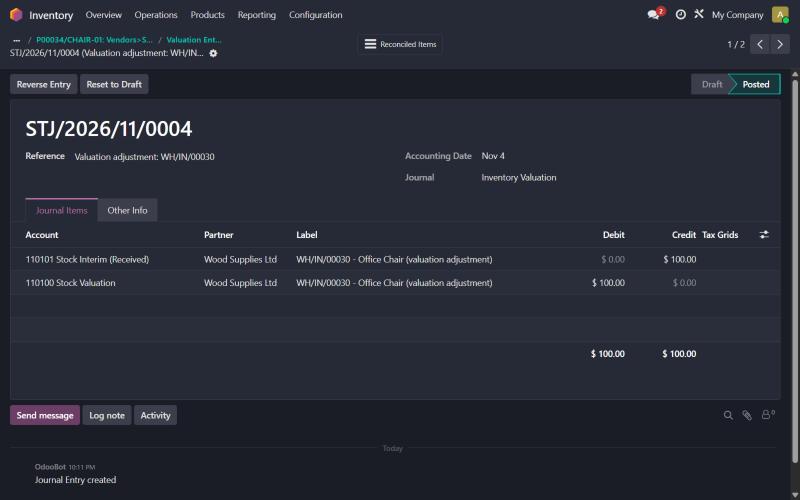 Inventory Overview Operations Products Reporting Configuration 2 My Company A
... / P00034/CHAIR-01: Vendors>S... / Valuation Ent...
STJ/2026/11/0004 (Valuation adjustment: WH/IN...
Reconciled Items
1 / 2
Reverse Entry Reset to Draft Draft Posted
STJ/2026/11/0004
Reference Valuation adjustment: WH/IN/00030 Accounting Date Nov 4
Journal Inventory Valuation
Journal Items Other Info
Account Partner Label Debit Credit Tax Grids
110101 Stock Interim (Received) Wood Supplies Ltd WH/IN/00030 - Office Chair (valuation adjustment) $ 0.00 $ 100.00
110100 Stock Valuation Wood Supplies Ltd WH/IN/00030 - Office Chair (valuation adjustment) $ 100.00 $ 0.00
$ 100.00 $ 100.00
Send message Log note Activity 0
Today
OdooBot 10:11 PM
Journal Entry created